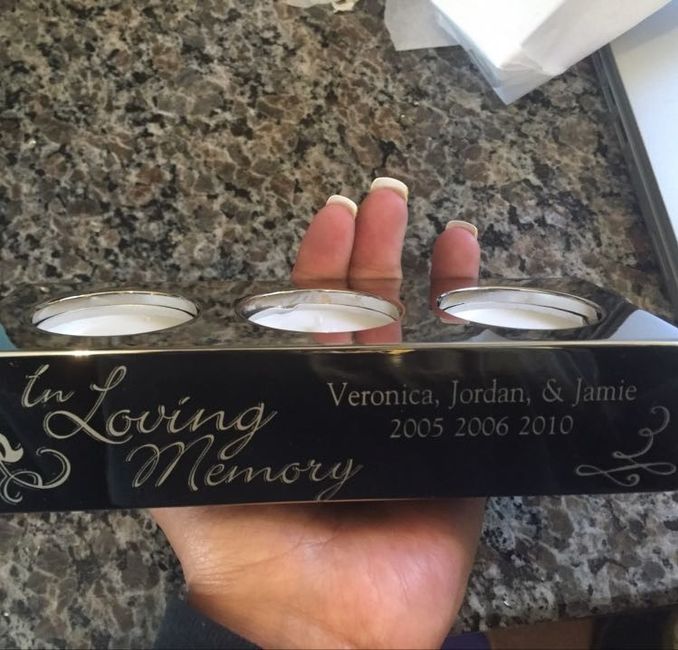 In
Loving
Memory
Veronica, Jordan, & Jamie
2005 2006 2010